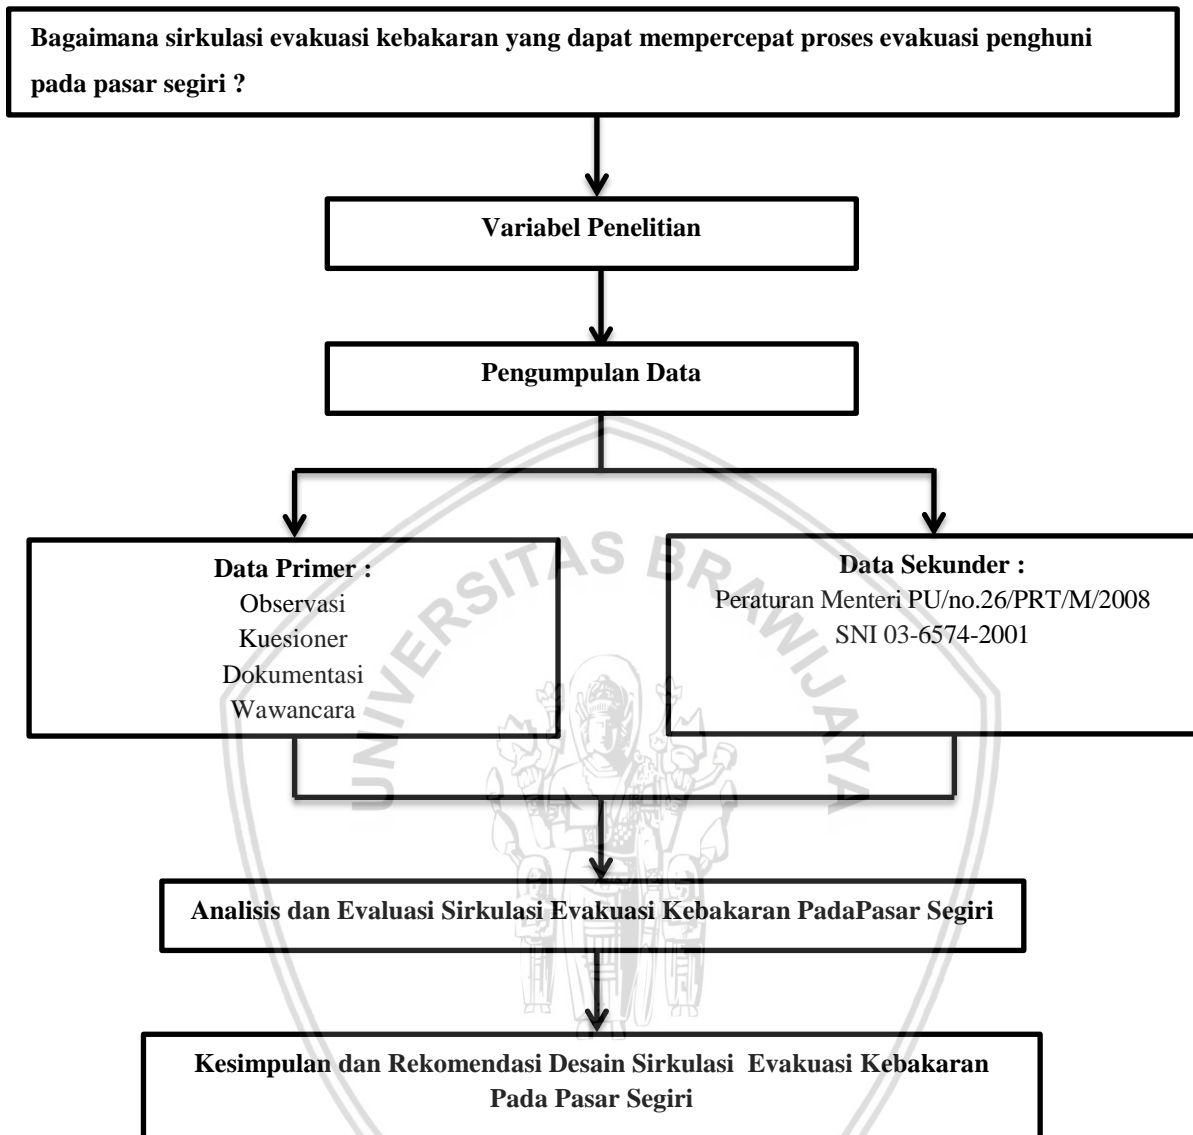 Bagaimana sirkulasi evakuasi kebakaran yang dapat mempercepat proses evakuasi penghuni
pada pasar segiri ?
Variabel Penelitian
Pengumpulan Data
Data Primer :
Observasi
Kuesioner
Dokumentasi
Wawancara
Data Sekunder :
Peraturan Menteri PU/no.26/PRT/M/2008
SNI 03-6574-2001
UNIVERSITAS BRAWIJAYA
Analisis dan Evaluasi Sirkulasi Evakuasi Kebakaran PadaPasar Segiri
Kesimpulan dan Rekomendasi Desain Sirkulasi Evakuasi Kebakaran
Pada Pasar Segiri